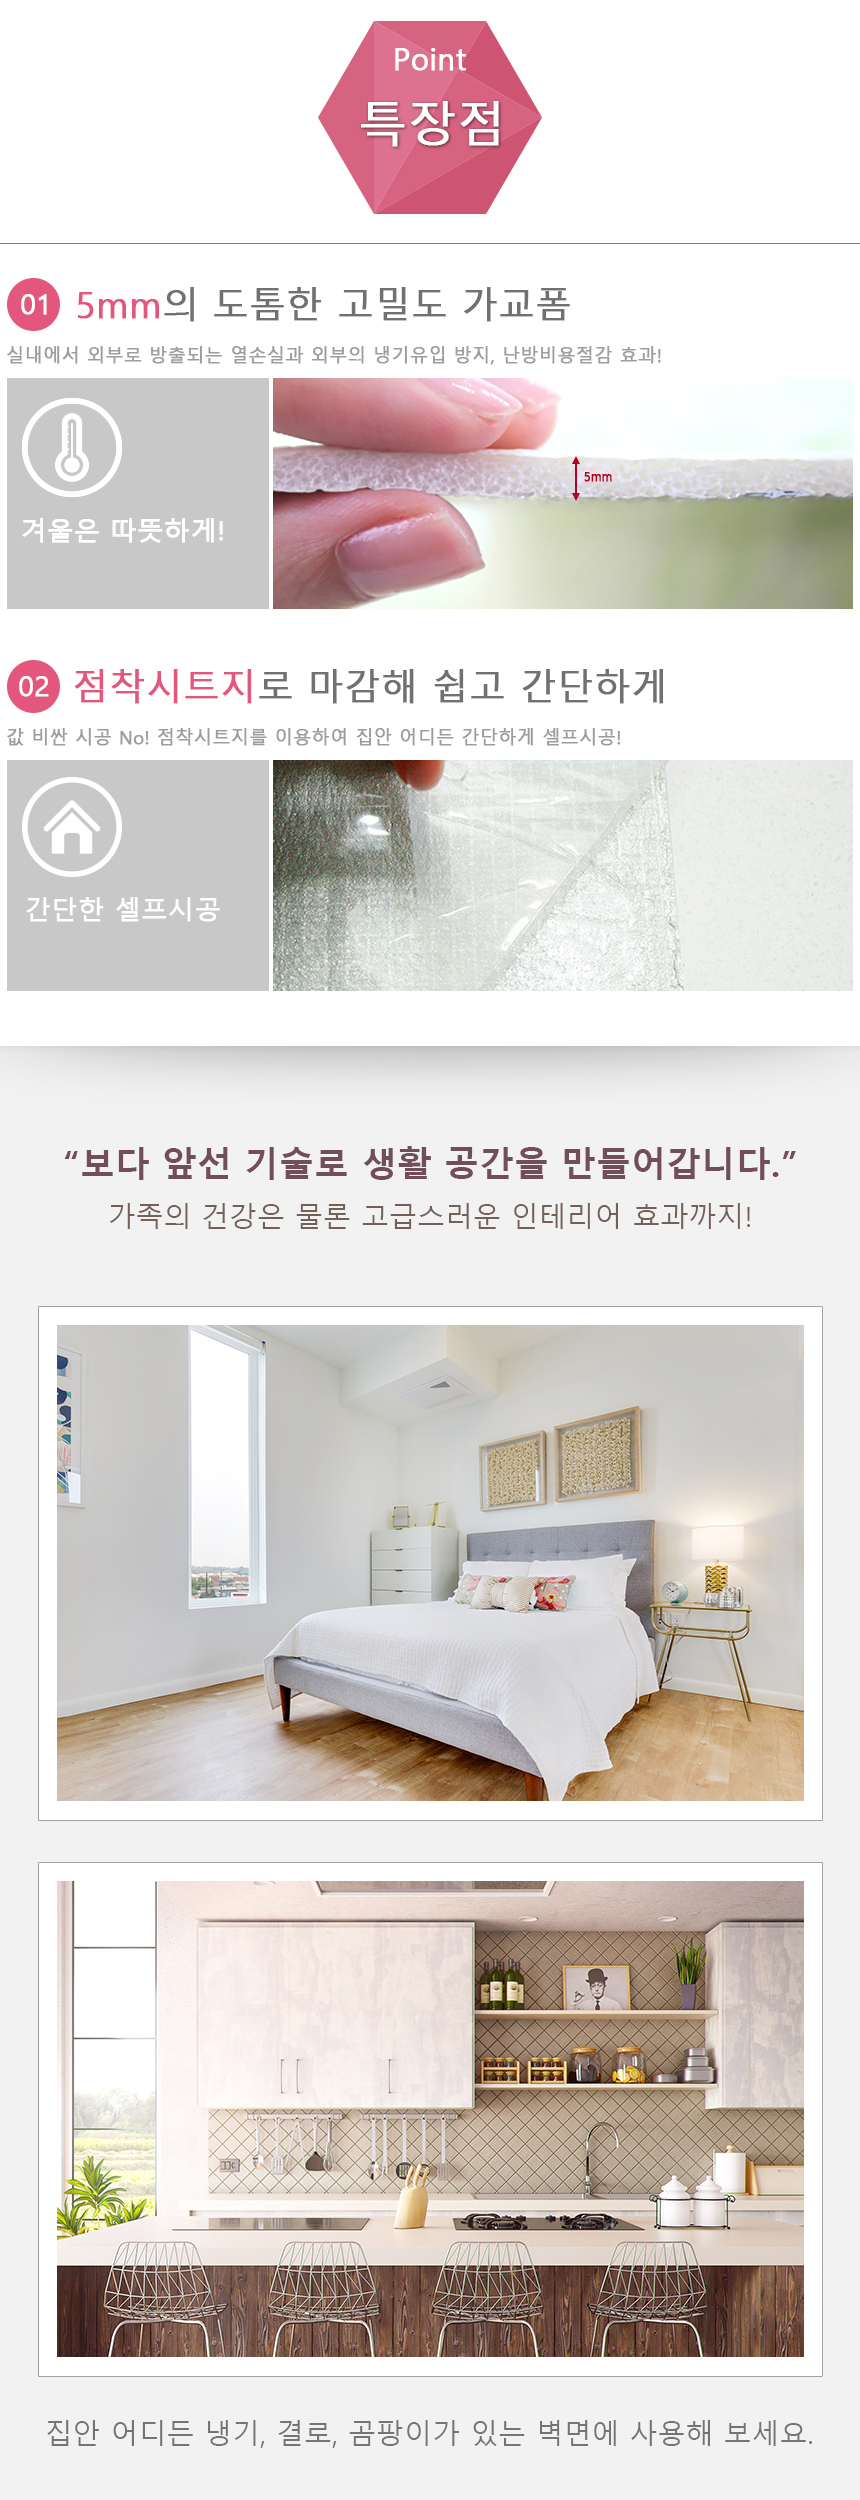 Point
특장점
01 5mm의 도톰한 고밀도 가교폼
실내에서 외부로 방출되는 열손실과 외부의 냉기유입 방지, 난방비용절감 효과!
5mm
겨울은 따뜻하게!
02 점착시트지로 마감해 쉽고 간단하게
값 비싼 시공 No! 점착시트지를 이용하여 집안 어디든 간단하게 셀프시공!
간단한 셀프시공
“보다 앞선 기술로 생활 공간을 만들어갑니다.”
가족의 건강은 물론 고급스러운 인테리어 효과까지!
집안 어디든 냉기, 결로, 곰팡이가 있는 벽면에 사용해 보세요.